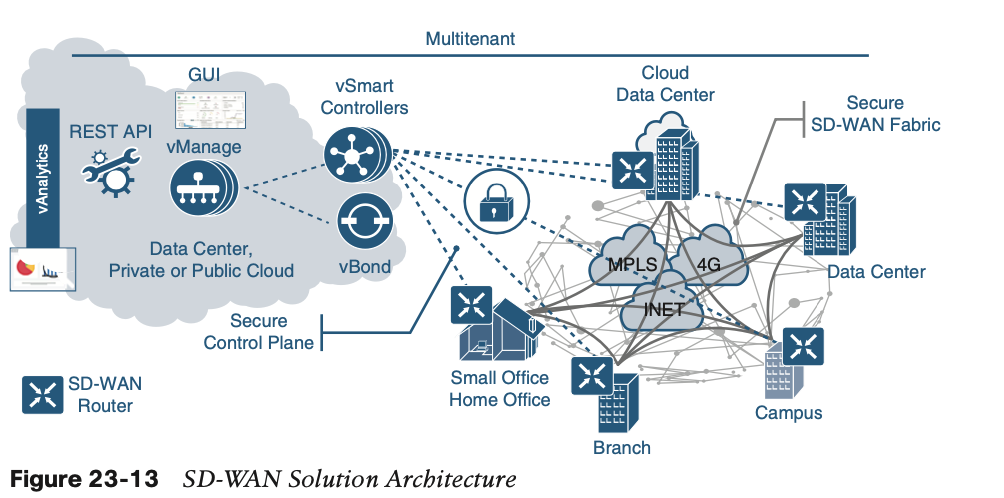 Multitenant
GUI
vSmart
Controllers
Cloud
Data Center
Secure
SD-WAN Fabric
REST API
vManage
vAnalytics
MPLS
4G
INET
Data Center,
Private or Public Cloud
vBond
Data Center
Secure
Control Plane
SD-WAN
Router
Small Office
Home Office
Branch
Campus
Figure 23-13 SD-WAN Solution Architecture